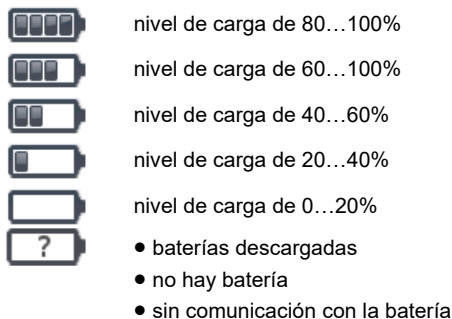 nivel de carga de 80…100%
nivel de carga de 60…100%
nivel de carga de 40…60%
nivel de carga de 20…40%
nivel de carga de 0…20%
?
● baterías descargadas
● no hay batería
● sin comunicación con la batería